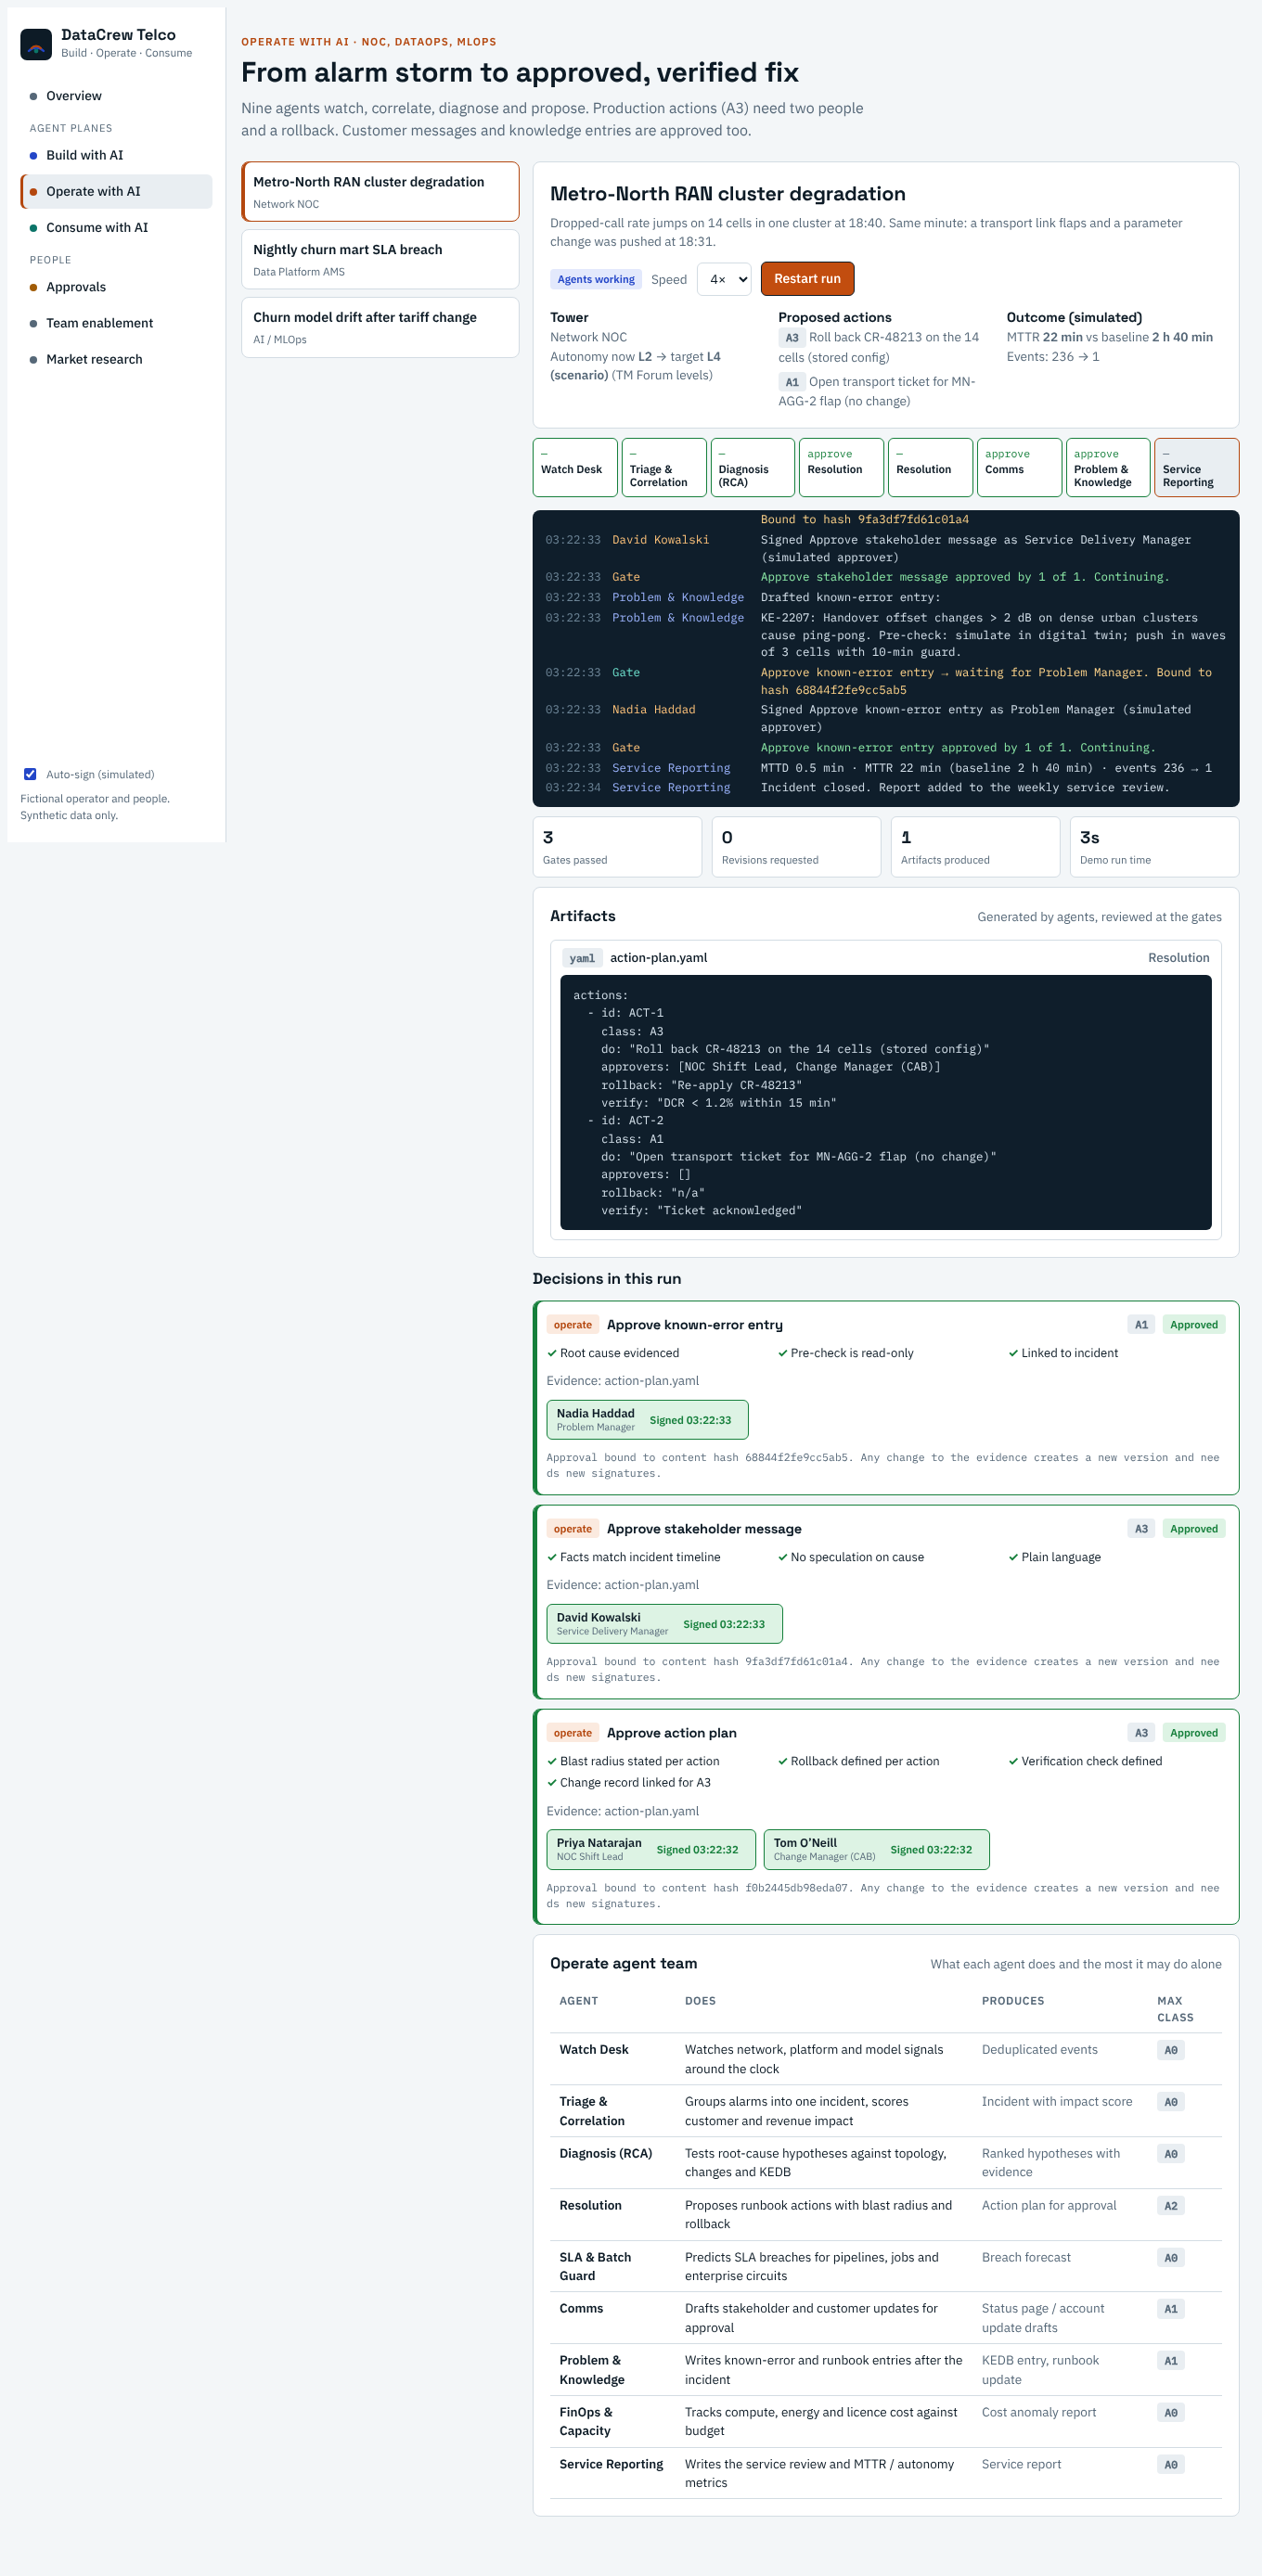 DataCrew Telco
Build · Operate · Consume
Overview
AGENT PLANES
Build with AI
Operate with AI
Consume with AI
PEOPLE
Approvals
Team enablement
Market research
Auto-sign (simulated)
Fictional operator and people.
Synthetic data only.
OPERATE WITH AI · NOC, DATAOPS, MLOPS
From alarm storm to approved, verified fix
Nine agents watch, correlate, diagnose and propose. Production actions (A3) need two people
and a rollback. Customer messages and knowledge entries are approved too.
Metro-North RAN cluster degradation
Network NOC
Nightly churn mart SLA breach
Data Platform AMS
Churn model drift after tariff change
AI / MLOps
Metro-North RAN cluster degradation
Dropped-call rate jumps on 14 cells in one cluster at 18:40. Same minute: a transport link flaps and a parameter
change was pushed at 18:31.
Agents working Speed 4× Restart run
Tower
Network NOC
Autonomy now L2 → target L4
(scenario) (TM Forum levels)
Proposed actions
A3 Roll back CR-48213 on the 14
cells (stored config)
A1 Open transport ticket for MN-
AGG-2 flap (no change)
Outcome (simulated)
MTTR 22 min vs baseline 2 h 40 min
Events: 236 → 1
—
Watch Desk
—
Triage &
Correlation
—
Diagnosis
(RCA)
approve
Resolution
—
Resolution
approve
Comms
approve
Problem &
Knowledge
—
Service
Reporting
Bound to hash 9fa3df7fd61c01a4
03:22:33 David Kowalski Signed Approve stakeholder message as Service Delivery Manager
(simulated approver)
03:22:33 Gate Approve stakeholder message approved by 1 of 1. Continuing.
03:22:33 Problem & Knowledge Drafted known-error entry:
03:22:33 Problem & Knowledge KE-2207: Handover offset changes > 2 dB on dense urban clusters
cause ping-pong. Pre-check: simulate in digital twin; push in waves
of 3 cells with 10-min guard.
03:22:33 Gate Approve known-error entry → waiting for Problem Manager. Bound to
hash 68844f2fe9cc5ab5
03:22:33 Nadia Haddad Signed Approve known-error entry as Problem Manager (simulated
approver)
03:22:33 Gate Approve known-error entry approved by 1 of 1. Continuing.
03:22:33 Service Reporting MTTD 0.5 min · MTTR 22 min (baseline 2 h 40 min) · events 236 → 1
03:22:34 Service Reporting Incident closed. Report added to the weekly service review.
3
Gates passed
0
Revisions requested
1
Artifacts produced
3s
Demo run time
Artifacts Generated by agents, reviewed at the gates
yaml action-plan.yaml Resolution
actions:
- id: ACT-1
class: A3
do: "Roll back CR-48213 on the 14 cells (stored config)"
approvers: [NOC Shift Lead, Change Manager (CAB)]
rollback: "Re-apply CR-48213"
verify: "DCR < 1.2% within 15 min"
- id: ACT-2
class: A1
do: "Open transport ticket for MN-AGG-2 flap (no change)"
approvers: []
rollback: "n/a"
verify: "Ticket acknowledged"
Decisions in this run
operate Approve known-error entry A1 Approved
✓ Root cause evidenced ✓ Pre-check is read-only ✓ Linked to incident
Evidence: action-plan.yaml
Nadia Haddad
Problem Manager
Signed 03:22:33
Approval bound to content hash 68844f2fe9cc5ab5. Any change to the evidence creates a new version and nee
ds new signatures.
operate Approve stakeholder message A3 Approved
✓ Facts match incident timeline ✓ No speculation on cause ✓ Plain language
Evidence: action-plan.yaml
David Kowalski
Service Delivery Manager
Signed 03:22:33
Approval bound to content hash 9fa3df7fd61c01a4. Any change to the evidence creates a new version and nee
ds new signatures.
operate Approve action plan A3 Approved
✓ Blast radius stated per action ✓ Rollback defined per action ✓ Verification check defined
✓ Change record linked for A3
Evidence: action-plan.yaml
Priya Natarajan
NOC Shift Lead
Signed 03:22:32
Tom O’Neill
Change Manager (CAB)
Signed 03:22:32
Approval bound to content hash f0b2445db98eda07. Any change to the evidence creates a new version and nee
ds new signatures.
Operate agent team What each agent does and the most it may do alone
AGENT DOES PRODUCES MAX
CLASS
Watch Desk Watches network, platform and model signals Deduplicated events A0
around the clock
Triage & Groups alarms into one incident, scores Incident with impact score A0
Correlation customer and revenue impact
Diagnosis (RCA) Tests root-cause hypotheses against topology, Ranked hypotheses with A0
changes and KEDB evidence
Resolution Proposes runbook actions with blast radius and Action plan for approval A2
rollback
SLA & Batch Predicts SLA breaches for pipelines, jobs and Breach forecast A0
Guard enterprise circuits
Comms Drafts stakeholder and customer updates for Status page / account A1
approval update drafts
Problem & Writes known-error and runbook entries after the KEDB entry, runbook A1
Knowledge incident update
FinOps & Tracks compute, energy and licence cost against Cost anomaly report A0
Capacity budget
Service Reporting Writes the service review and MTTR / autonomy Service report A0
metrics